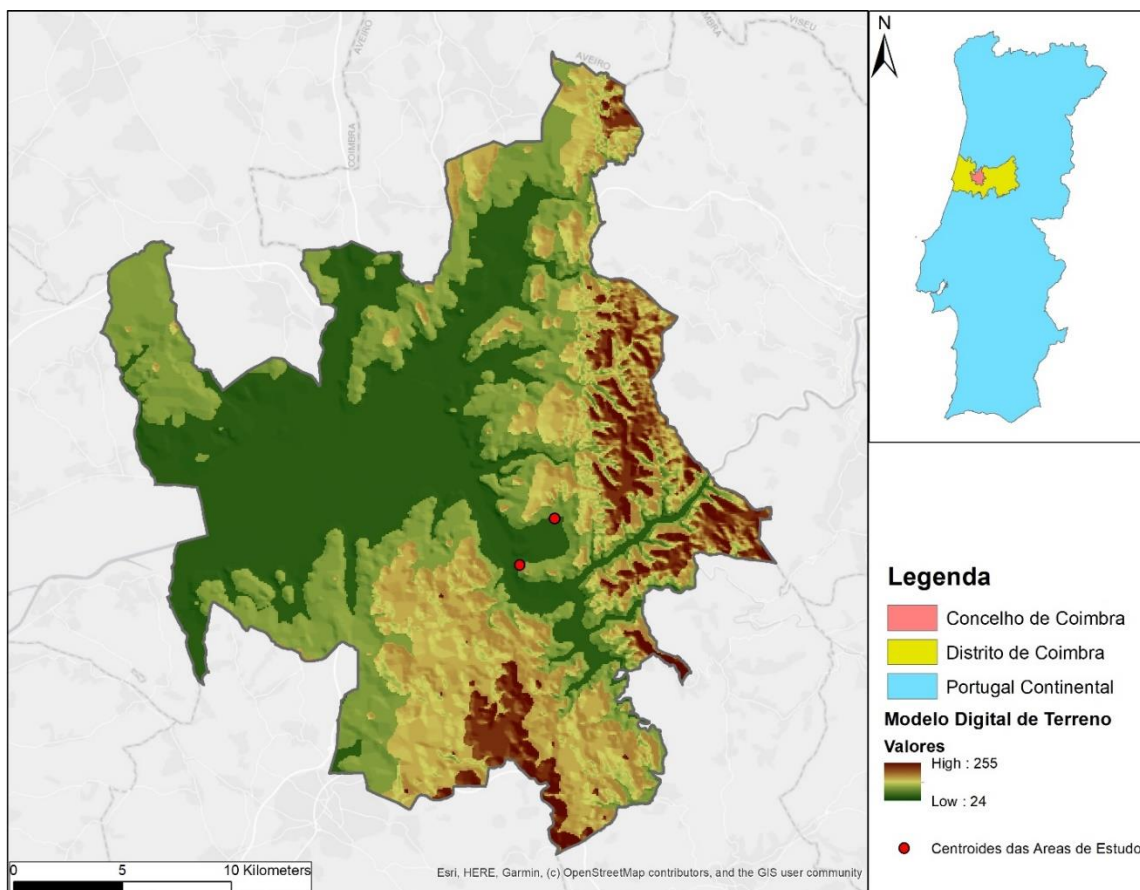 COIMBRA
VISEU
AVEIRO
AVEIRO
COIMBRA
N
Legenda
Concelho de Coimbra
Distrito de Coimbra
Portugal Continental
Modelo Digital de Terreno
Valores
High : 255
Low : 24
Centroides das Areas de Estudo
0 5 10 Kilometers
Esri, HERE, Garmin, (c) OpenStreetMap contributors, and the GIS user community